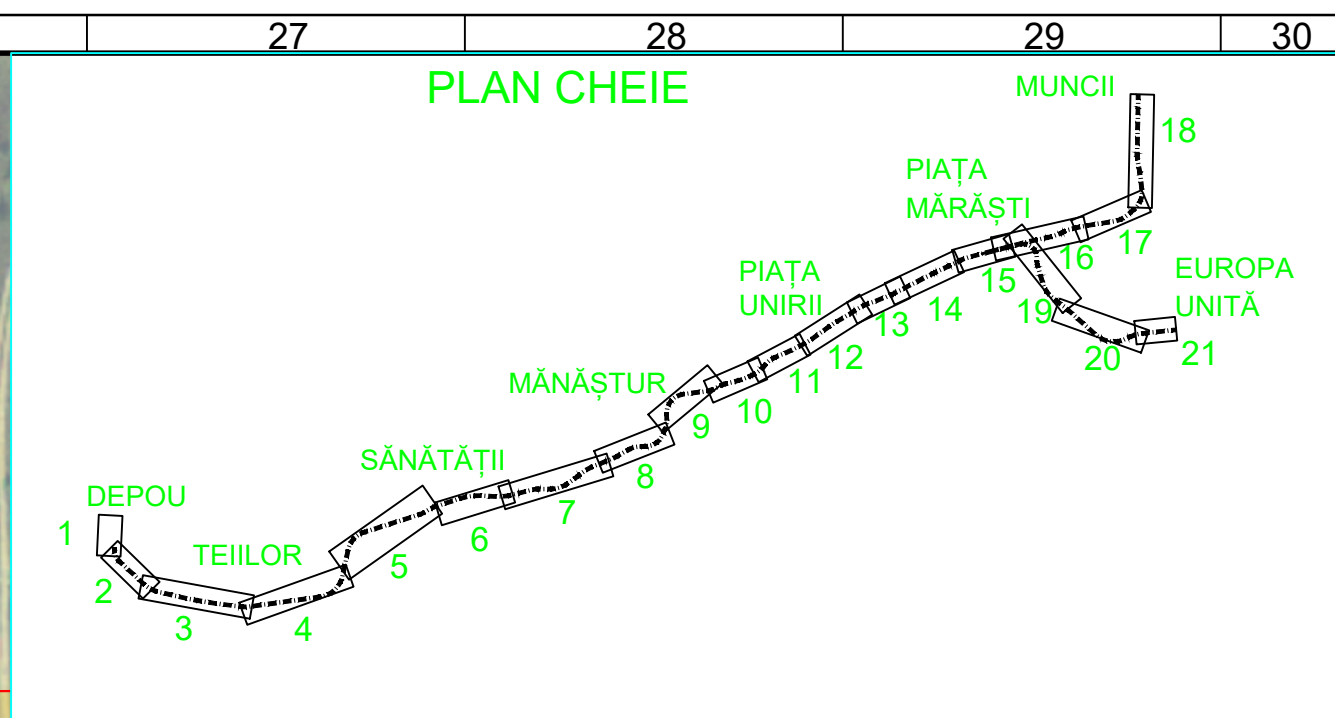 27 28 29 30
PLAN CHEIE
MUNCII
18
PIAȚA
MĂRĂȘTI
17
16
15
EUROPA
UNITĂ
PIAȚA
UNIRII
14
13
19
20
21
12
11
MĂNĂȘTUR
10
9
SĂNĂTĂȚII
8
7
6
DEPOU
1
TEIILOR
5
2
3
4